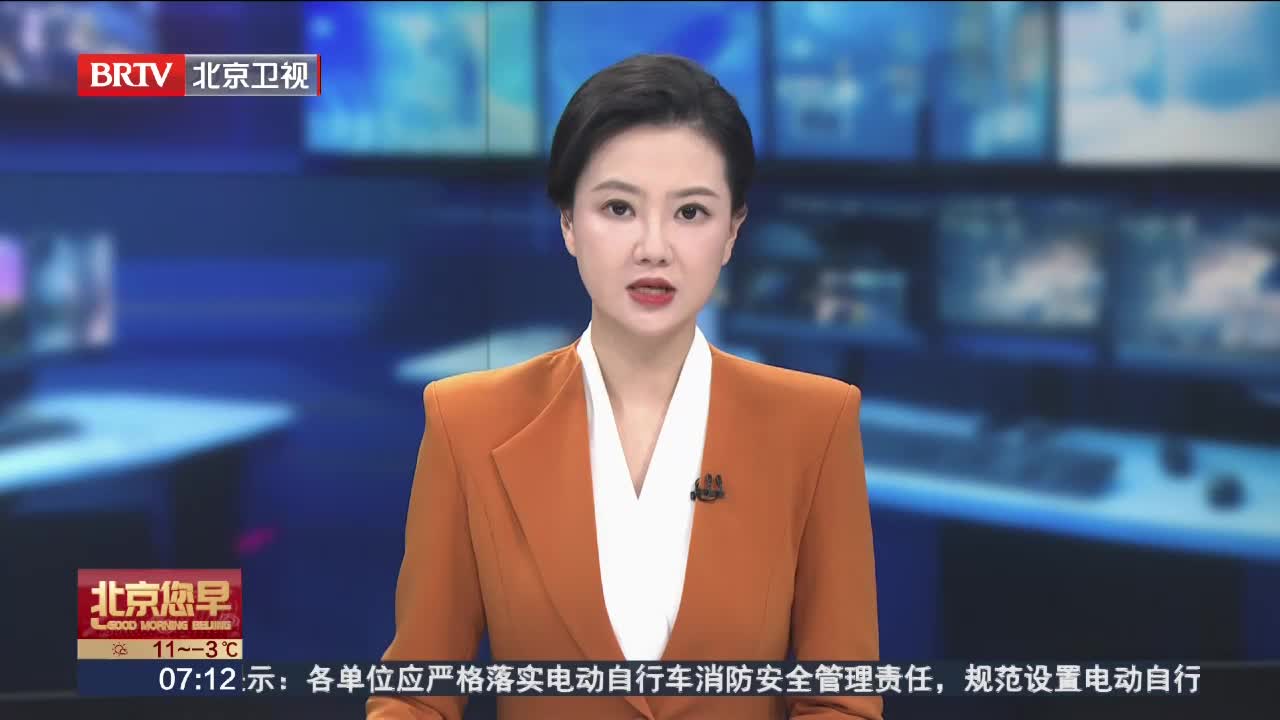 BRTV 北京卫视
北京您早
GOOD MORNING BEIJING
11~-3℃
07:12
示：各单位应严格落实电动自行车消防安全管理责任，规范设置电动自行